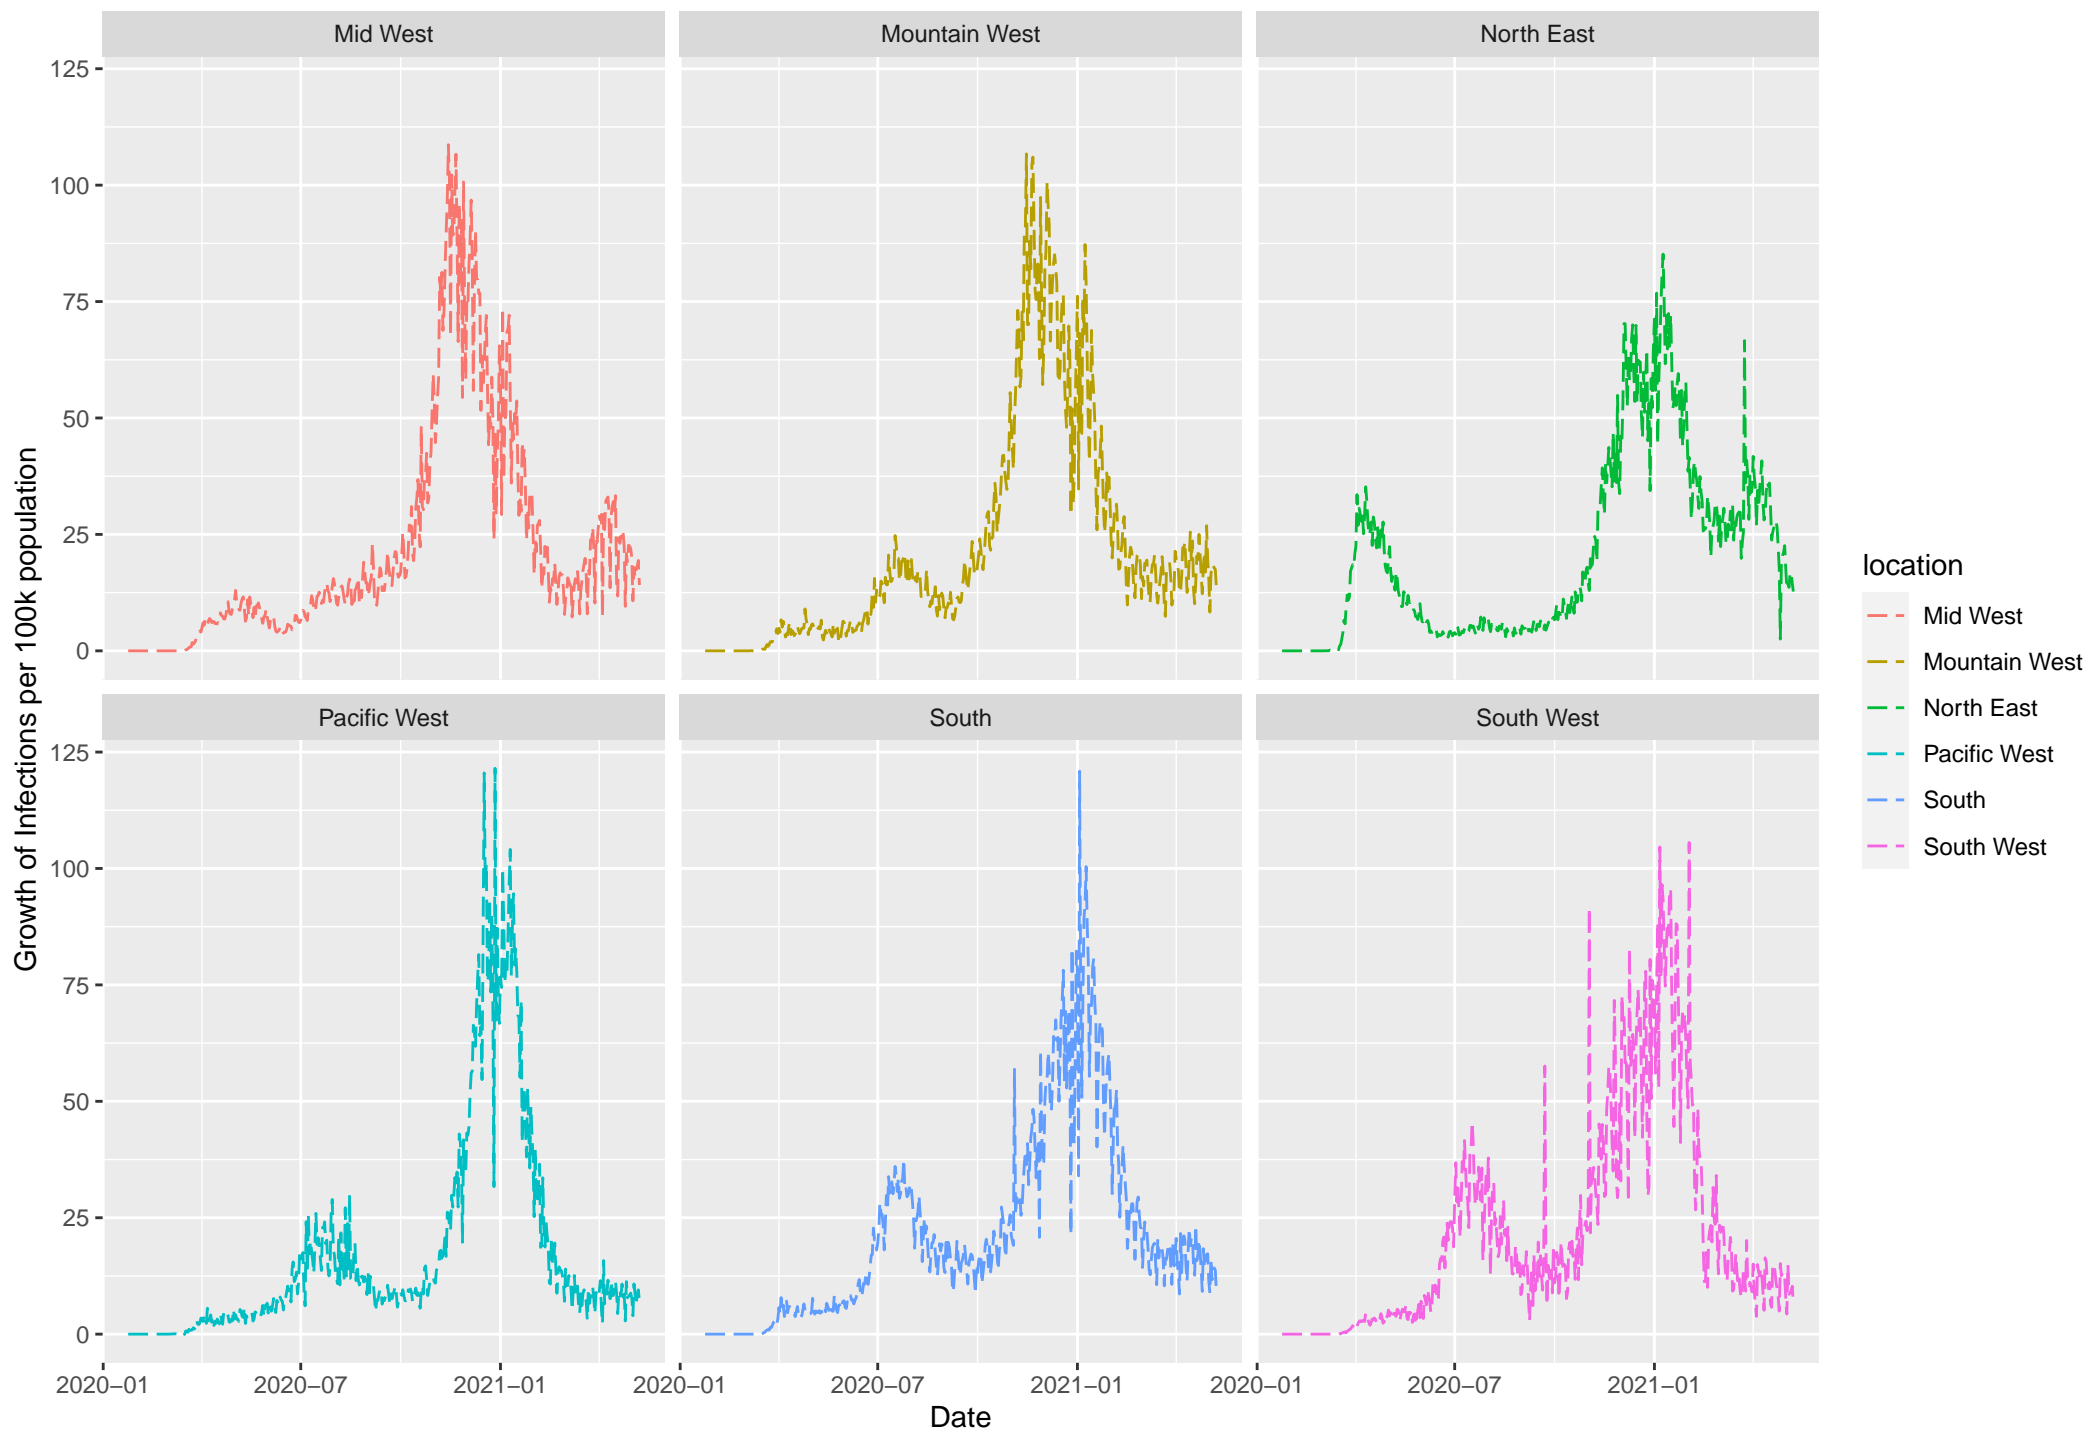 Mid West
Mountain West
North East
125
100
75
50
25
0
Pacific West
South
South West
125
100
75
50
25
0
2020−01
2020−07
2021−01
2020−01
2020−07
2021−01
2020−01
2020−07
2021−01
Date
Growth of Infections per 100k population
location
Mid West
Mountain West
North East
Pacific West
South
South West